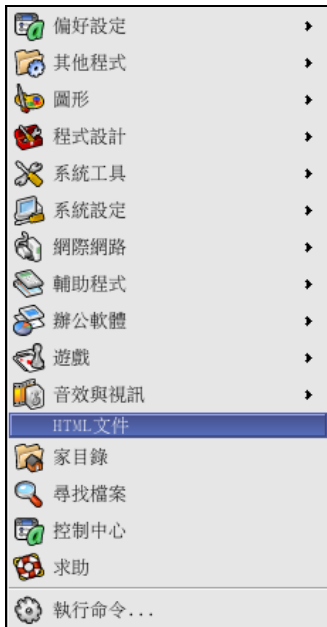 偏好設定
其他程式
圖形
程式設計
系統工具
系統設定
網際網路
輔助程式
辦公軟體
遊戲
音效與視訊
HTML文件
家目錄
尋找檔案
控制中心
求助
執行命令...